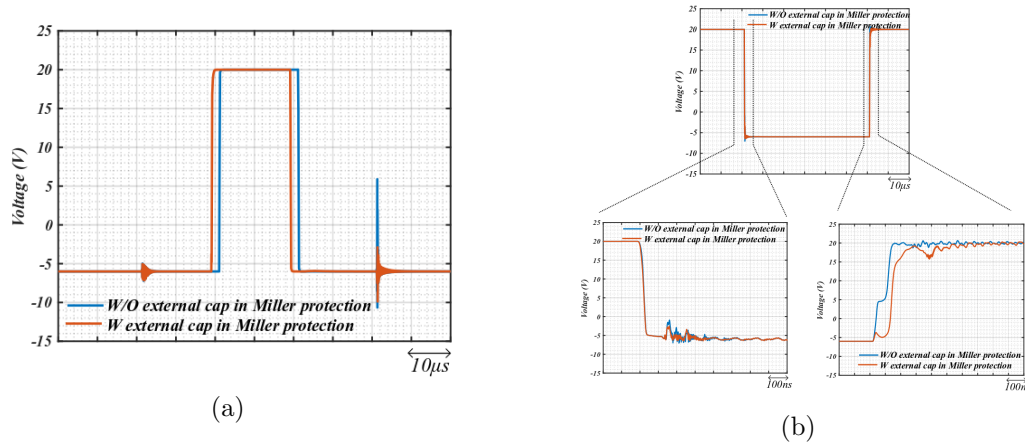 25
20
15
10
5
0
-5
-10
-15
Voltage (V)
W/O external cap in Miller protection
W external cap in Miller protection
10μs
(a)
25
20
15
10
5
0
-5
-10
-15
Voltage (V)
W/O external cap in Miller protection
W external cap in Miller protection
10μs
25
20
15
10
5
0
-5
-10
-15
Voltage (V)
W/O external cap in Miller protection
W external cap in Miller protection
100ns
25
20
15
10
5
0
-5
-10
-15
Voltage (V)
W/O external cap in Miller protection
W external cap in Miller protection
100ns
(b)